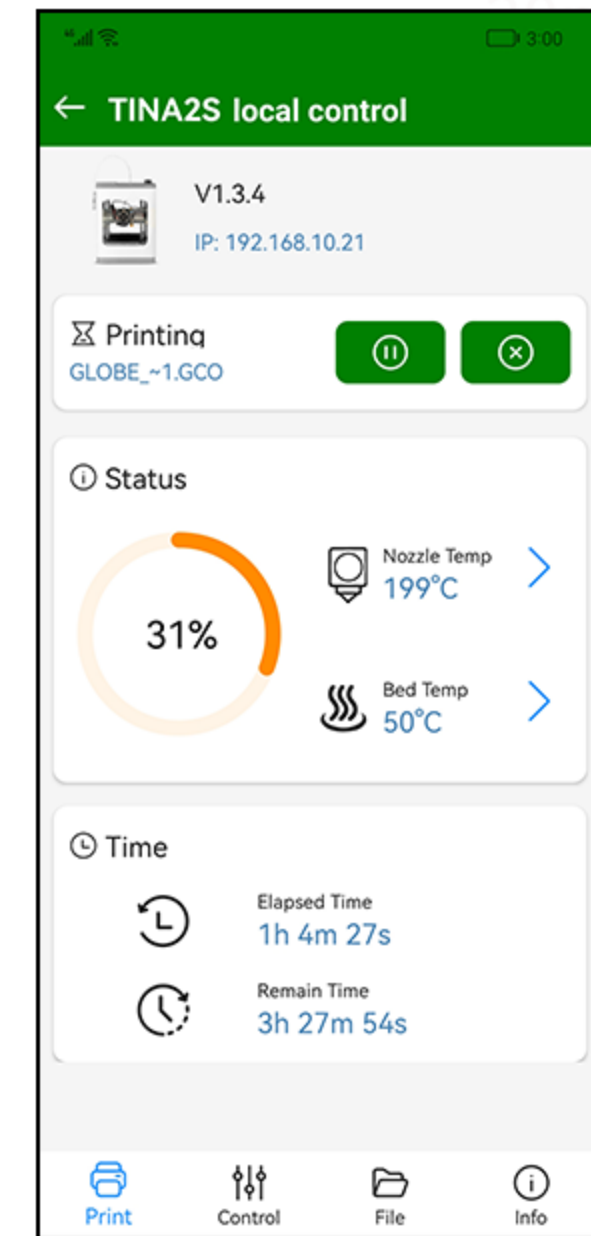 4G 3:00
← TINA2S local control
V1.3.4
IP: 192.168.10.21
Printing
GLOBE_~1.GCO
Status
31%
Nozzle Temp
199°C
Bed Temp
50°C
Time
Elapsed Time
1h 4m 27s
Remain Time
3h 27m 54s
Print Control File Info